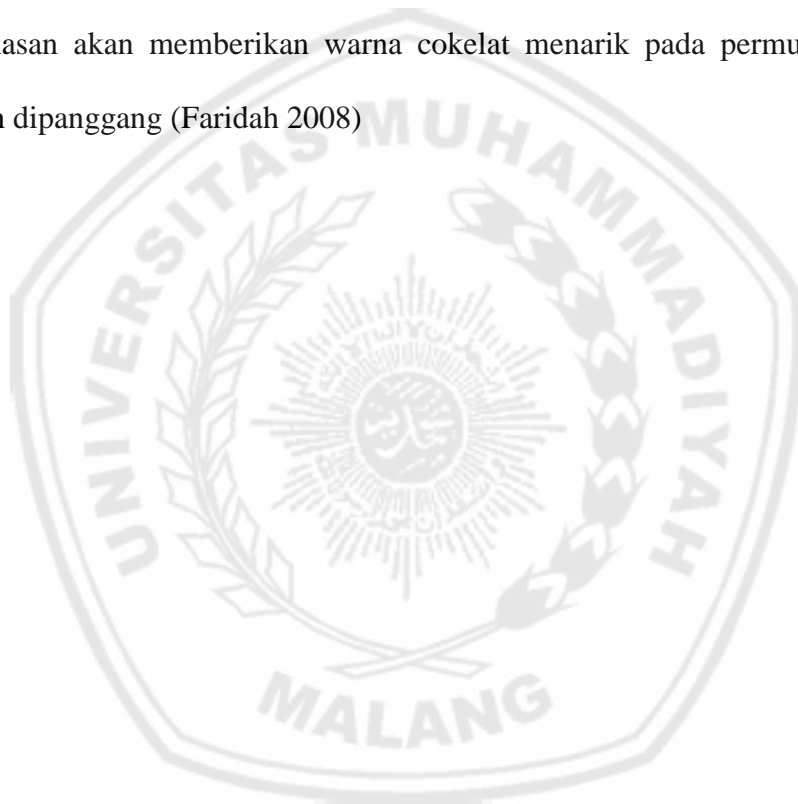 asan akan memberikan warna cokelat menarik pada permu
dipanggang (Faridah 2008)
UNIVERSITAS MUHAMMADIYAH
MALANG